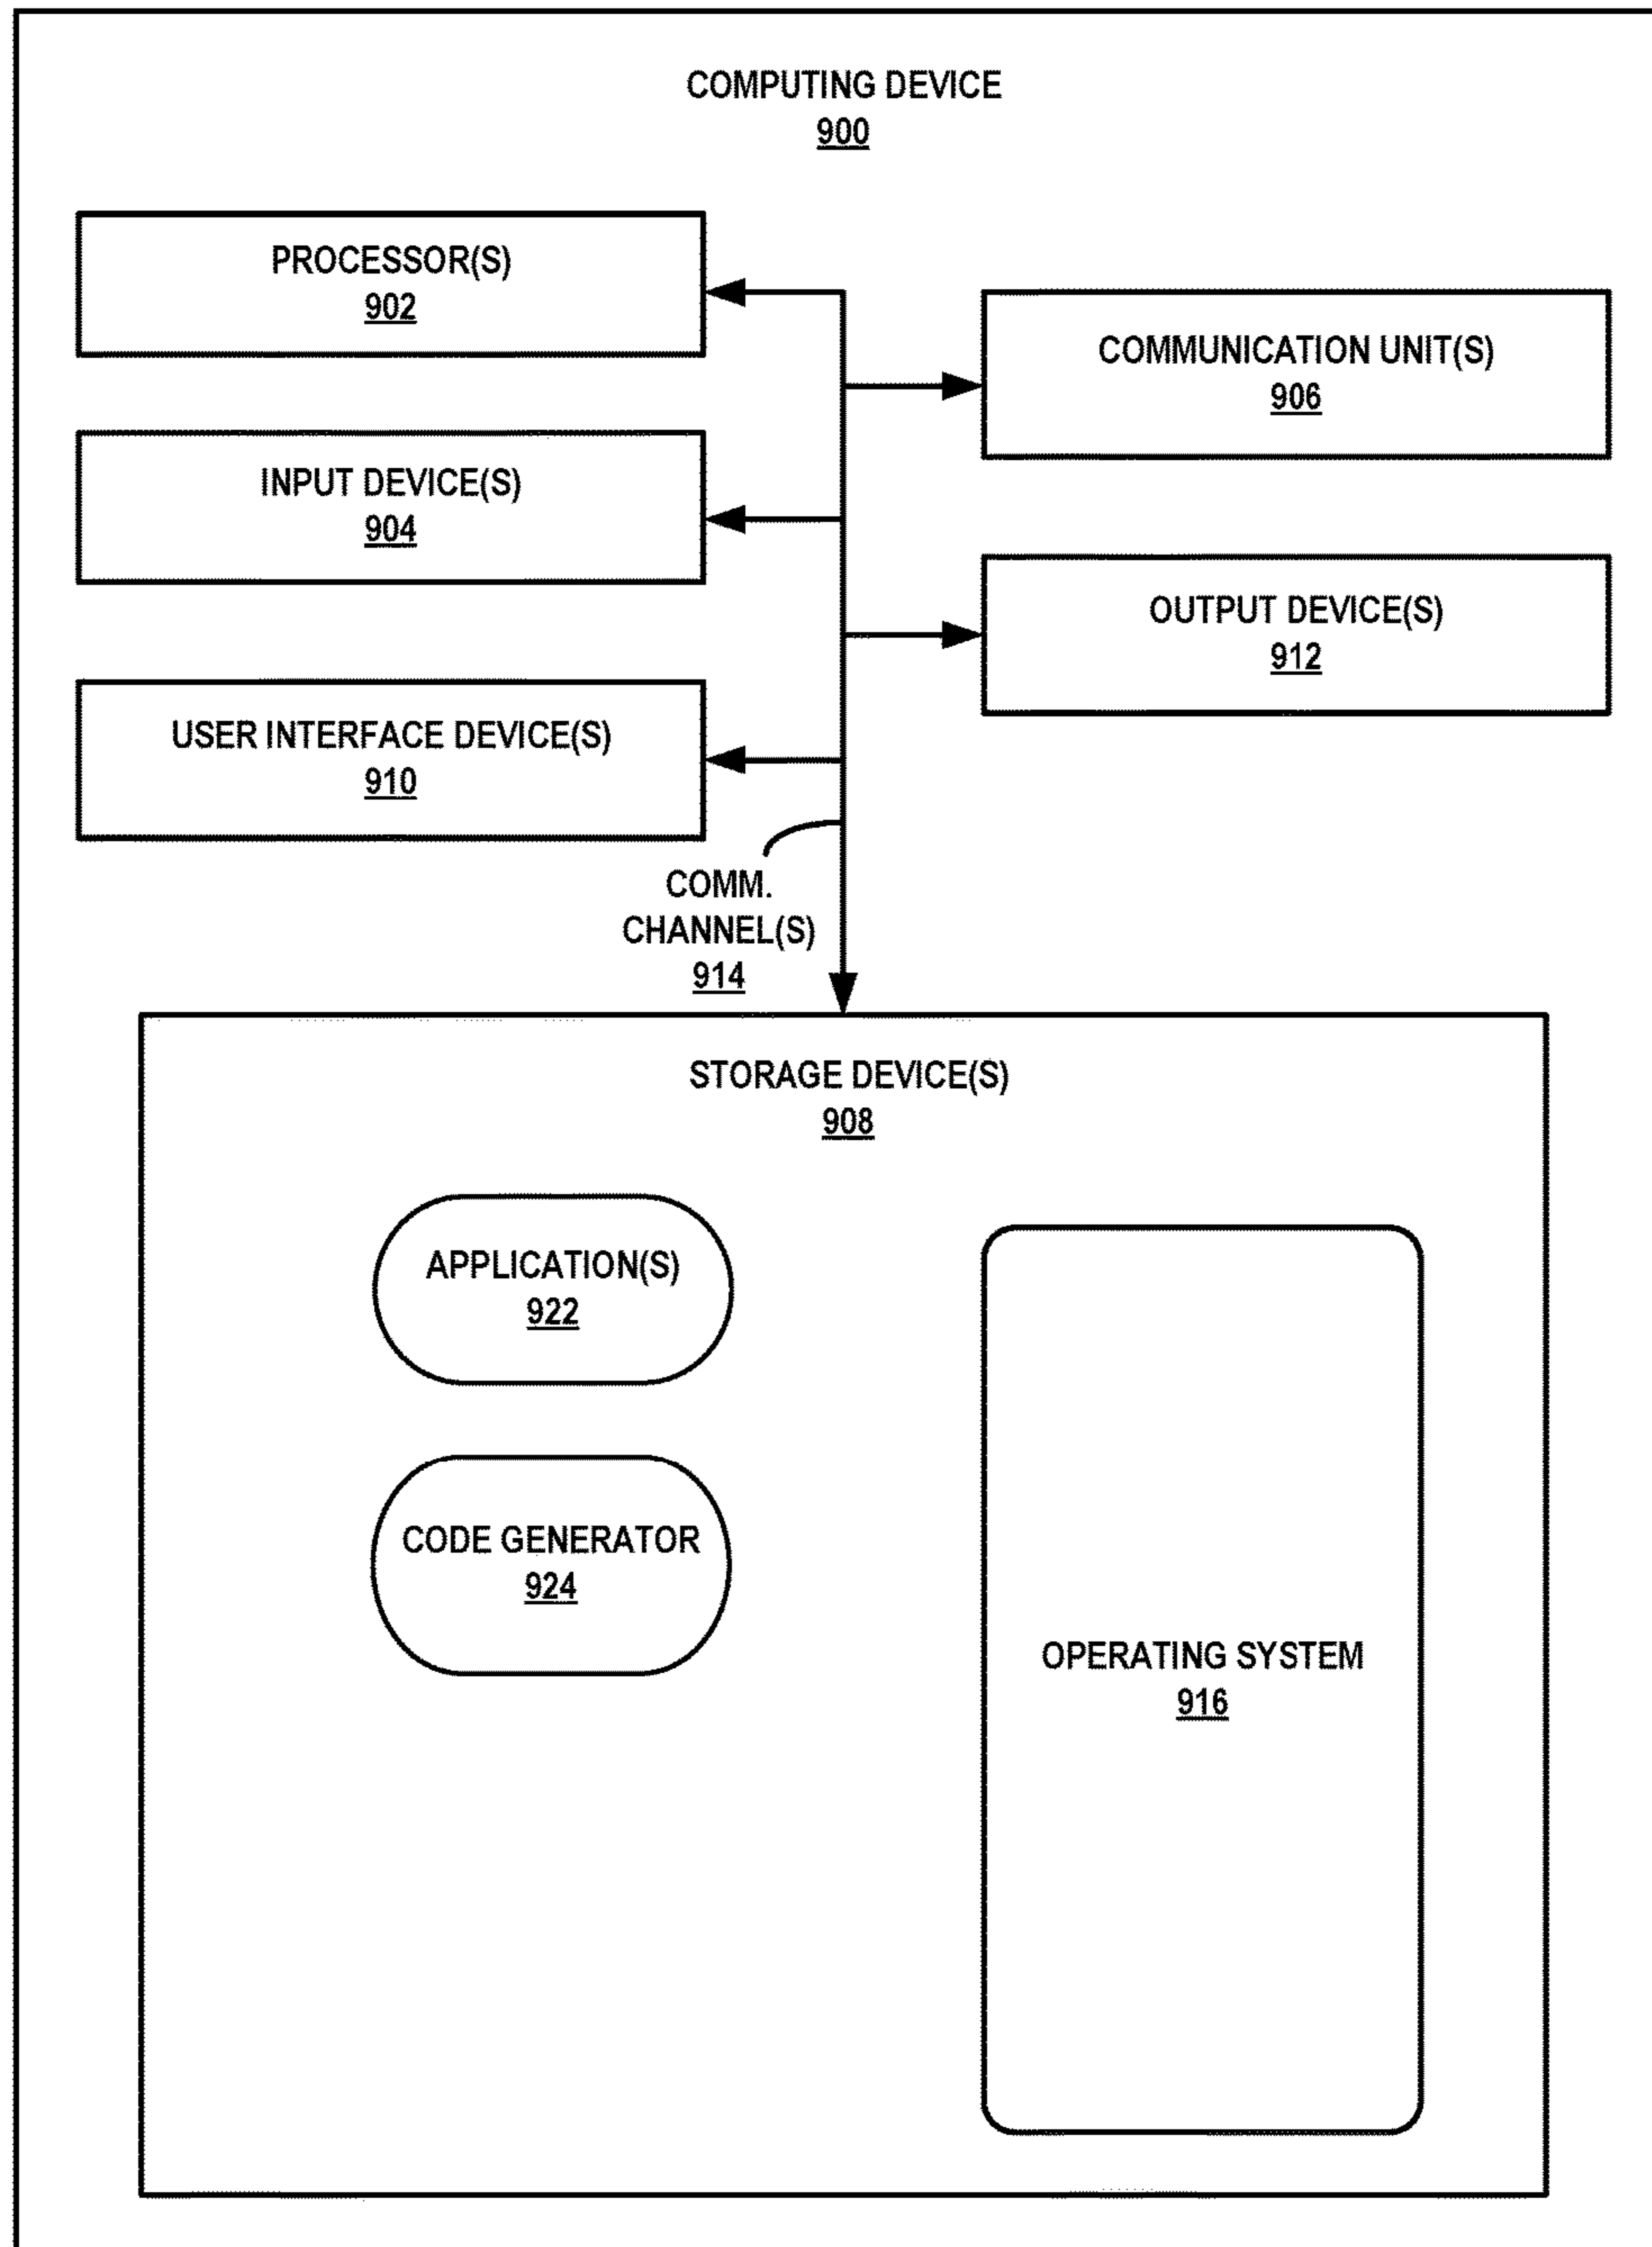 COMPUTING DEVICE
900
PROCESSOR(S)
902
COMMUNICATION UNIT(S)
906
INPUT DEVICE(S)
904
OUTPUT DEVICE(S)
912
USER INTERFACE DEVICE(S)
910
COMM.
CHANNEL(S)
914
STORAGE DEVICE(S)
908
APPLICATION(S)
922
CODE GENERATOR
924
OPERATING SYSTEM
916